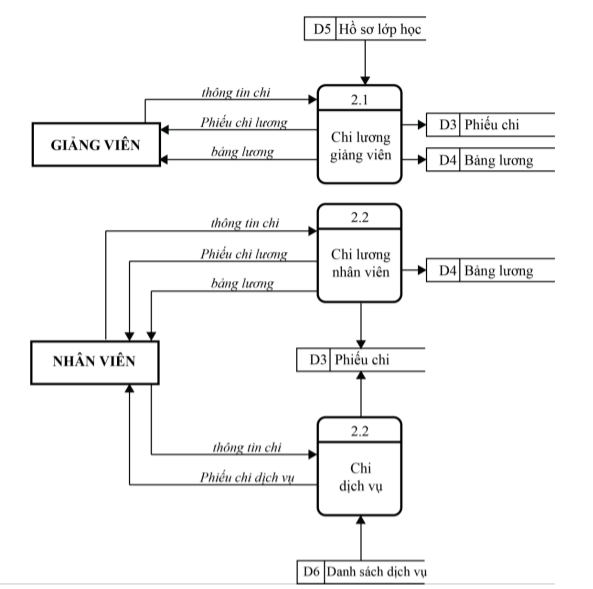 D5 Hồ sơ lớp học
thông tin chi
2.1
Phiếu chi lương
D3 Phiếu chi
GIẢNG VIÊN
Chi lương
giảng viên
bảng lương
D4 Bảng lương
thông tin chi
2.2
Phiếu chi lương
Chi lương
nhân viên
D4 Bảng lương
bảng lương
NHÂN VIÊN
D3 Phiếu chi
2.2
thông tin chi
Chi
dịch vụ
Phiếu chi dịch vụ
D6 Danh sách dịch vụ